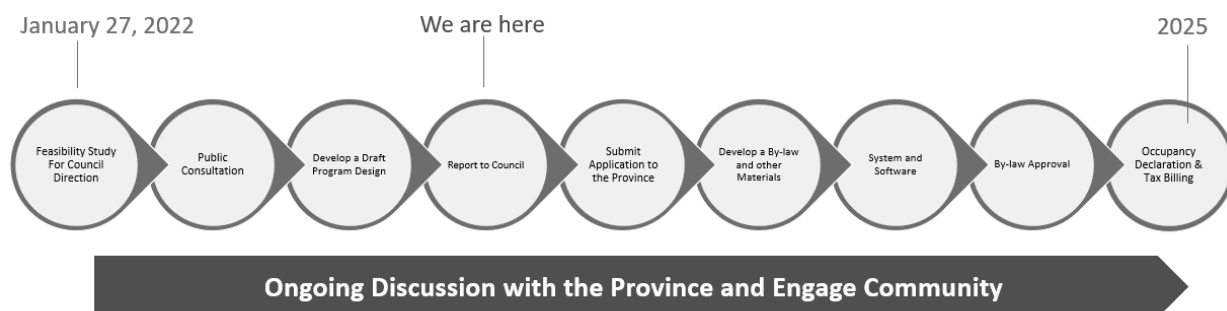 January 27, 2022
We are here
2025
Feasibility Study
For Council
Direction
Public
Consultation
Develop a Draft
Program Design
Report to Council
Submit
Application to
the Province
Develop a By-law
and other
Materials
System and
Software
By-law Approval
Occupancy
Declaration &
Tax Billing
Ongoing Discussion with the Province and Engage Community